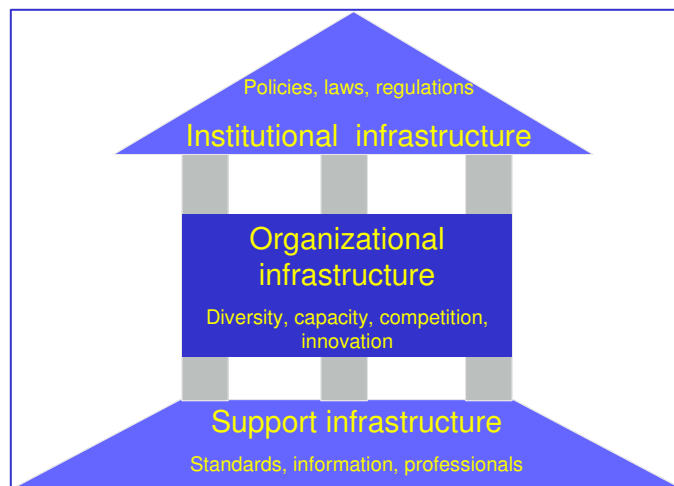 Policies, laws, regulations
Institutional infrastructure
Organizational
infrastructure
Diversity, capacity, competition,
innovation
Support infrastructure
Standards, information, professionals